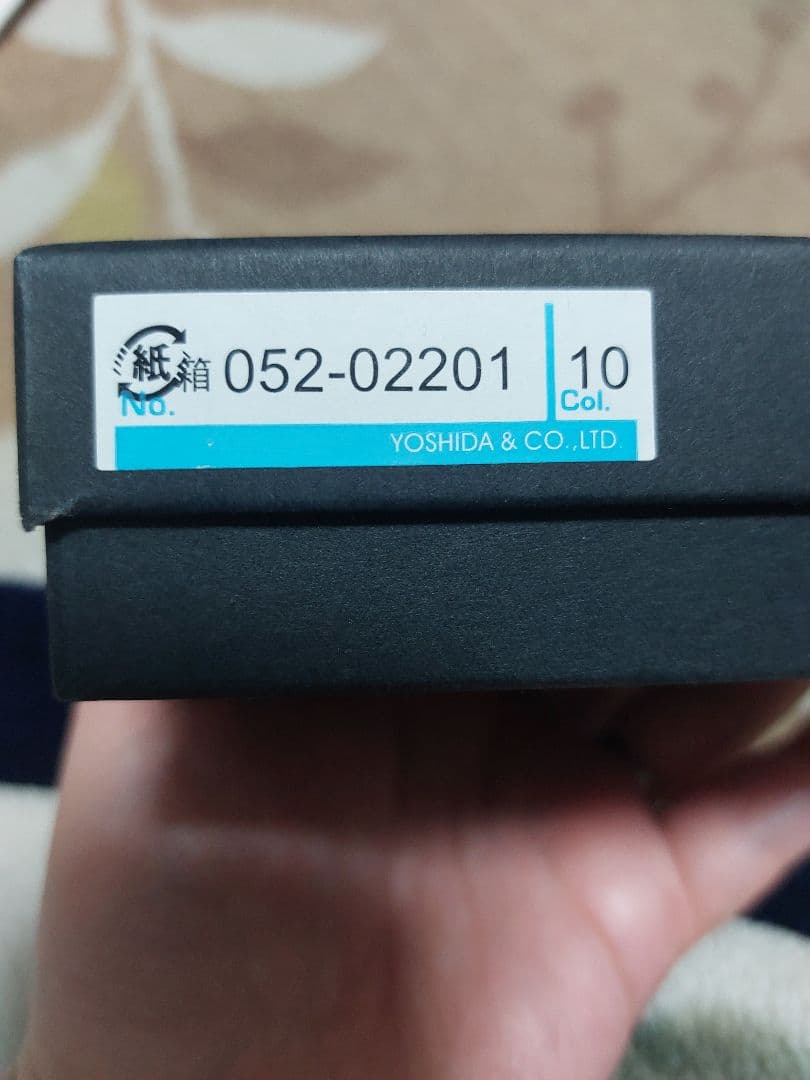 紙 箱 052-02201 10
No. Col.
YOSHIDA & CO.,LTD